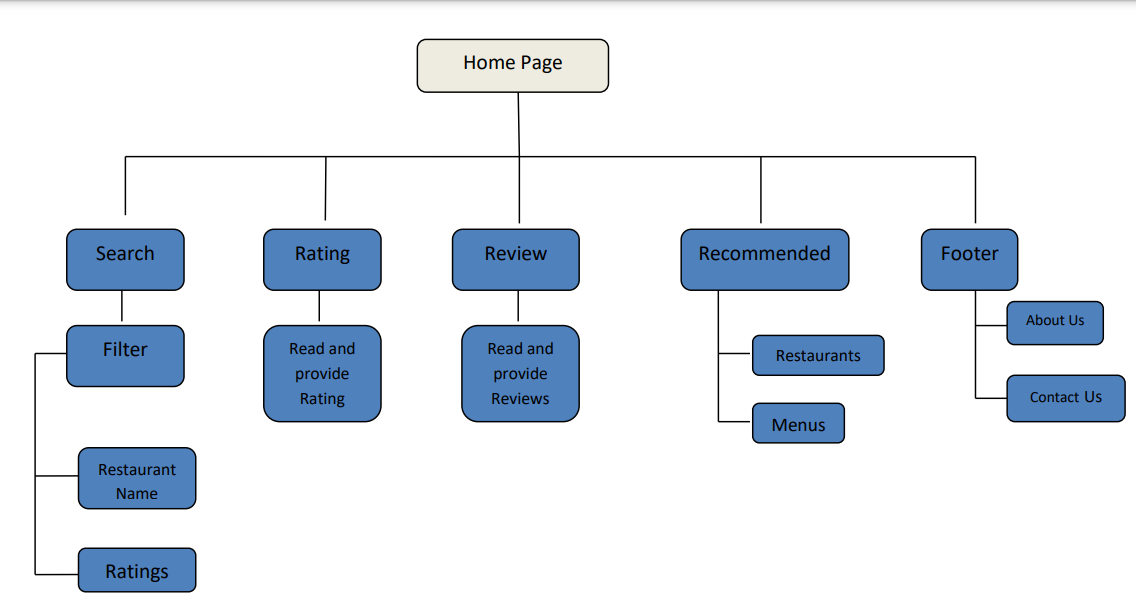 Home Page
Search
Rating
Review
Recommended
Footer
Filter
Read and
provide
Rating
Read and
provide
Reviews
Restaurants
Menus
About Us
Contact Us
Restaurant
Name
Ratings